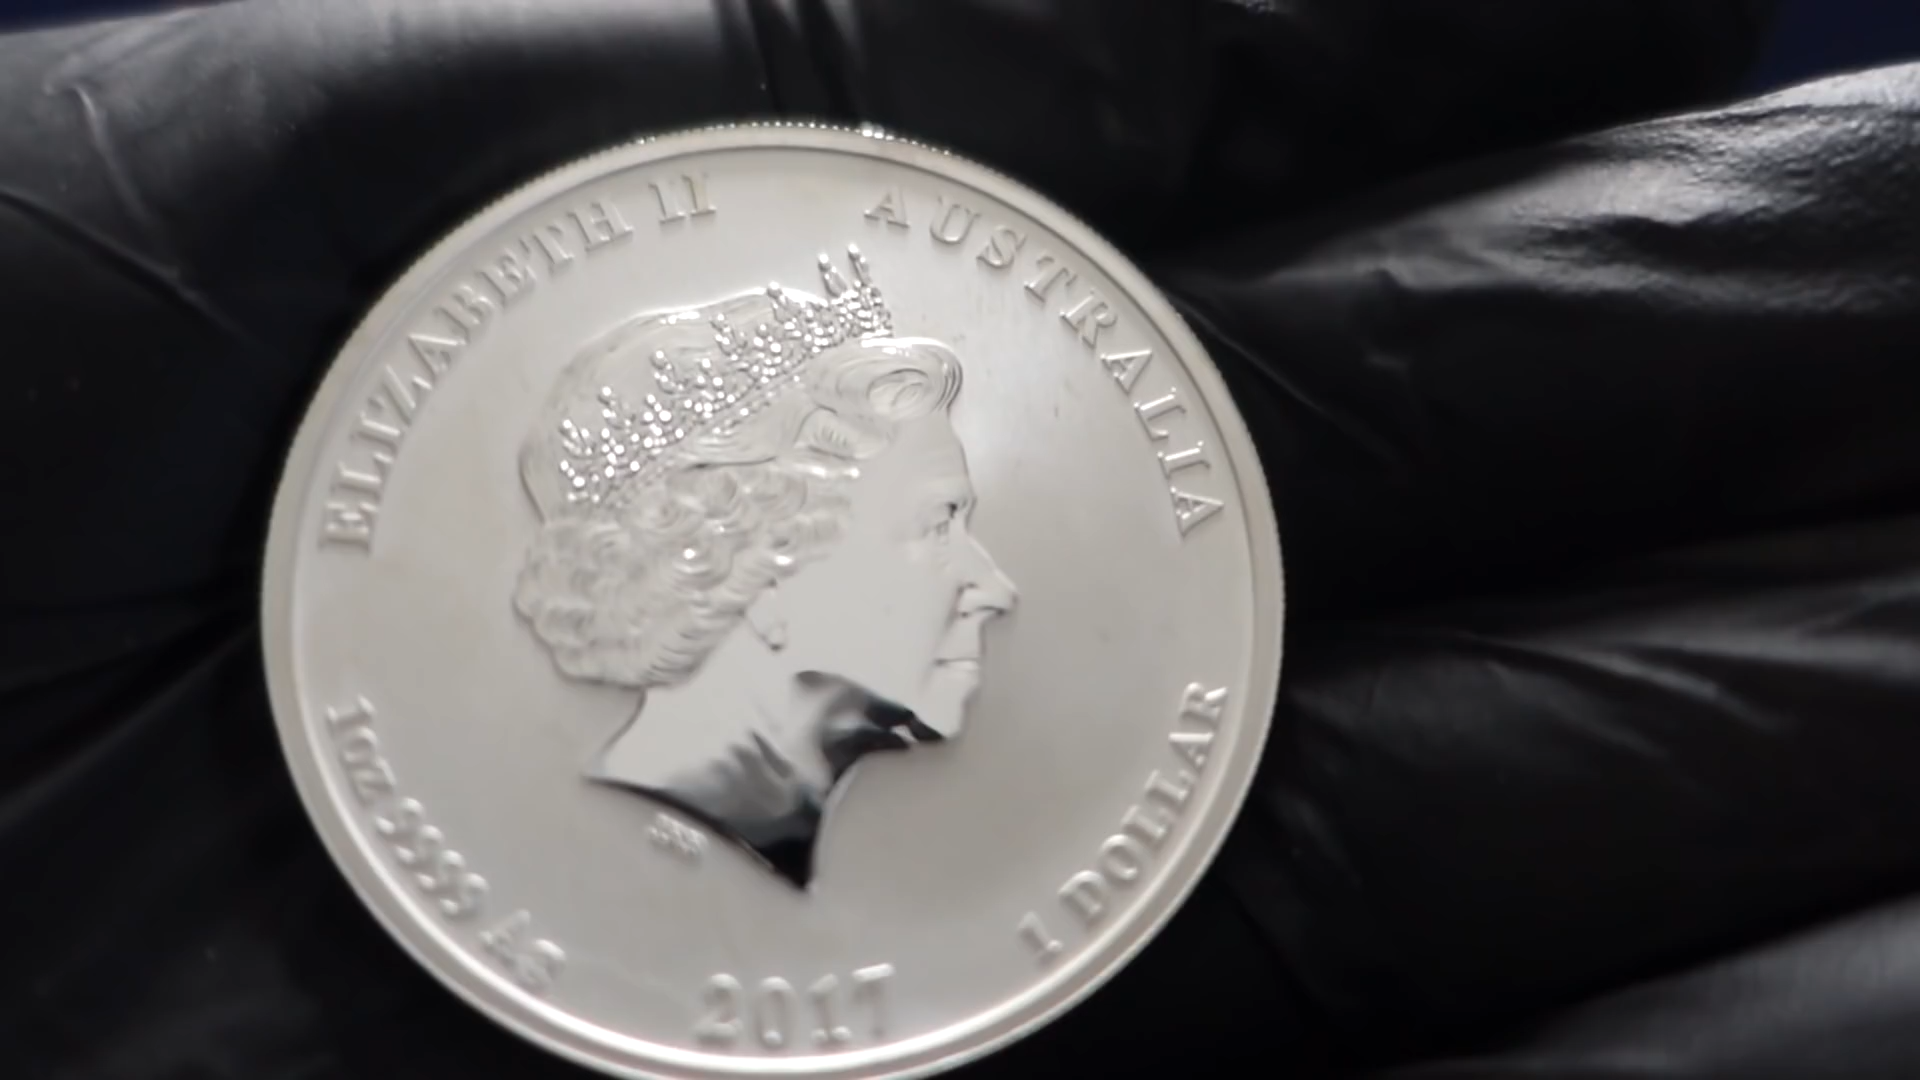 ELIZABETH II
AUSTRALIA
1oz 9999 Ag
2017
1 DOLLAR